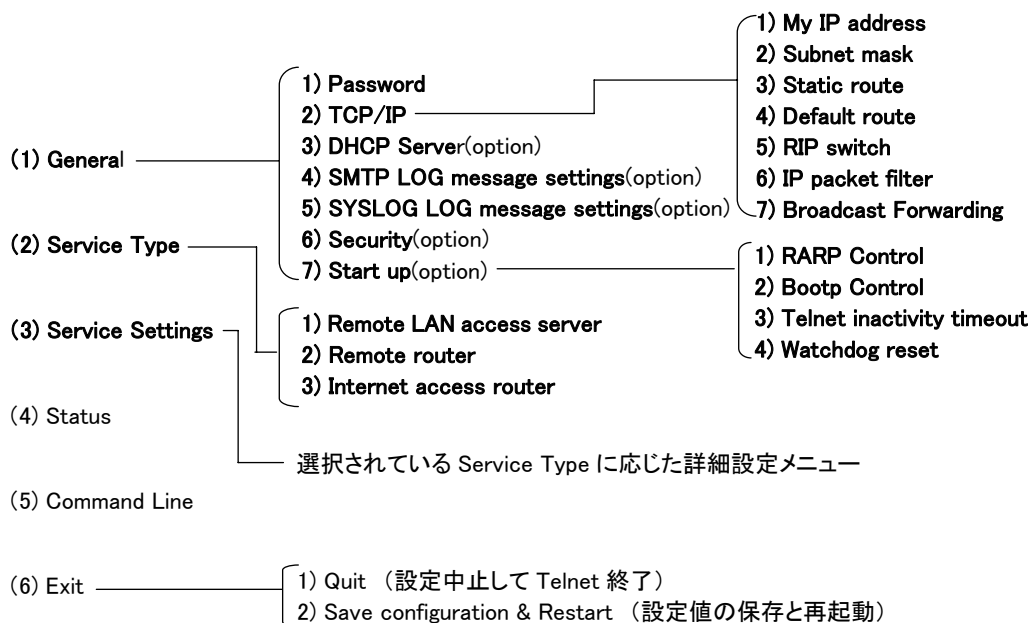 (1) General
1) Password
2) TCP/IP
3) DHCP Server(option)
4) SMTP LOG message settings(option)
5) SYSLOG LOG message settings(option)
6) Security(option)
7) Start up(option)
1) My IP address
2) Subnet mask
3) Static route
4) Default route
5) RIP switch
6) IP packet filter
7) Broadcast Forwarding
1) RARP Control
2) Bootp Control
3) Telnet inactivity timeout
4) Watchdog reset
(2) Service Type
1) Remote LAN access server
2) Remote router
3) Internet access router
(3) Service Settings
選択されている Service Type に応じた詳細設定メニュー
(4) Status
(5) Command Line
(6) Exit
1) Quit （設定中止して Telnet 終了）
2) Save configuration & Restart （設定値の保存と再起動）